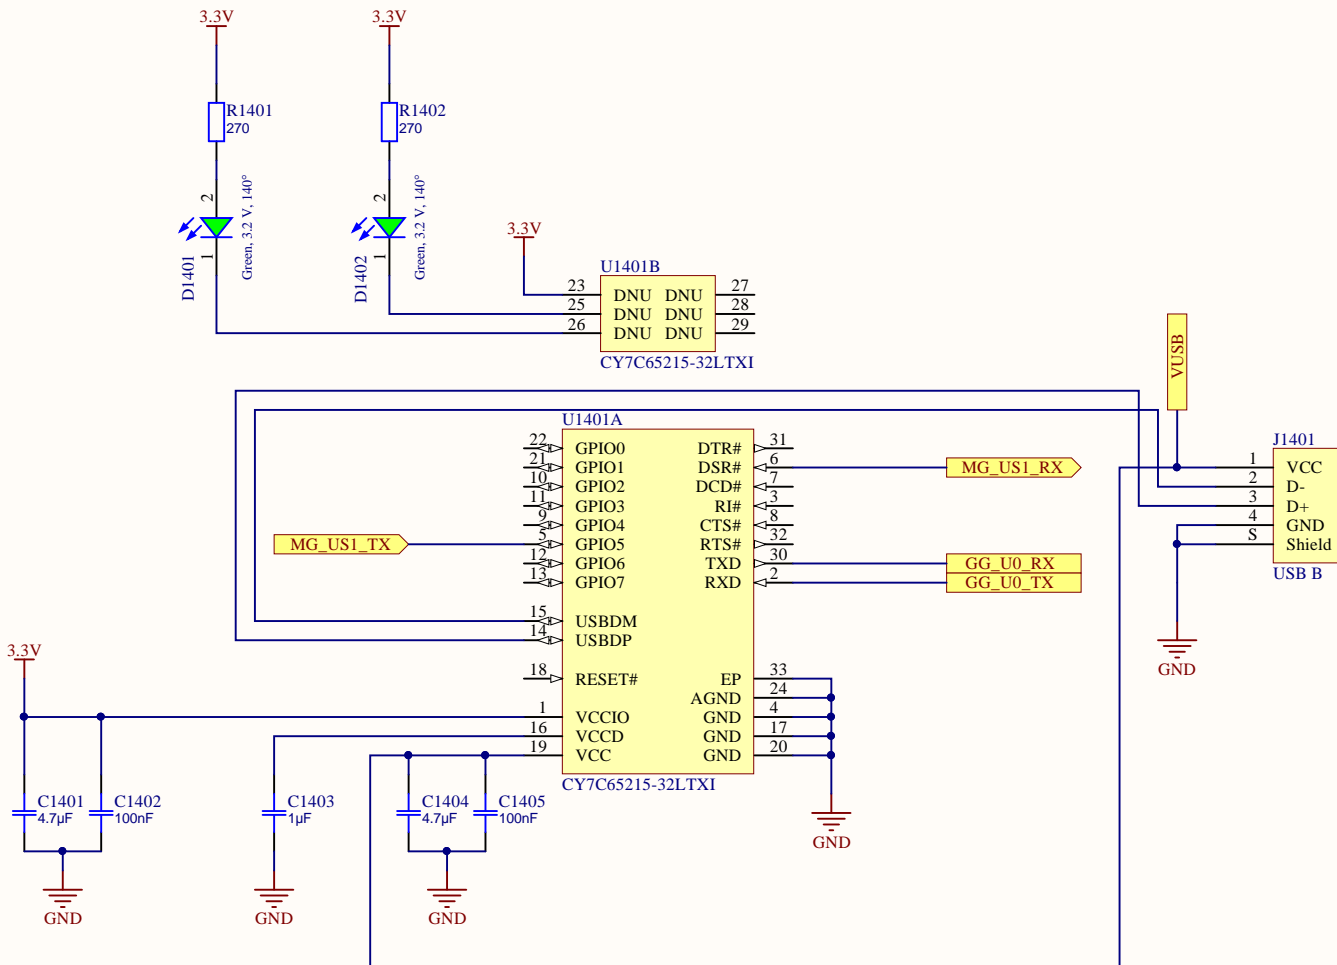 3.3V
3.3V
R1401
270
R1402
270
2
2
Green, 3.2 V, 140°
Green, 3.2 V, 140°
1
1
D1401
D1402
3.3V
U1401B
23 DNU DNU 27
25 DNU DNU 28
26 DNU DNU 29
CY7C65215-32LTXI
VUSB
U1401A
22 GPIO0 DTR# 31
21 GPIO1 DSR# 6
10 GPIO2 DCD# 7
11 GPIO3 RI# 3
9 GPIO4 CTS# 8
5 GPIO5 RTS# 32
12 GPIO6 TXD 30
13 GPIO7 RXD 2
15 USBDM
14 USBDP
18 RESET# EP 33
AGND 24
1 VCCIO GND 4
16 VCCD GND 17
19 VCC GND 20
CY7C65215-32LTXI
MG_US1_TX
MG_US1_RX
GG_U0_RX
GG_U0_TX
J1401
1 VCC
2 D-
3 D+
4 GND
S Shield
USB B
GND
3.3V
C1401
4.7µF
C1402
100nF
C1403
1µF
C1404
4.7µF
C1405
100nF
GND
GND
GND
GND